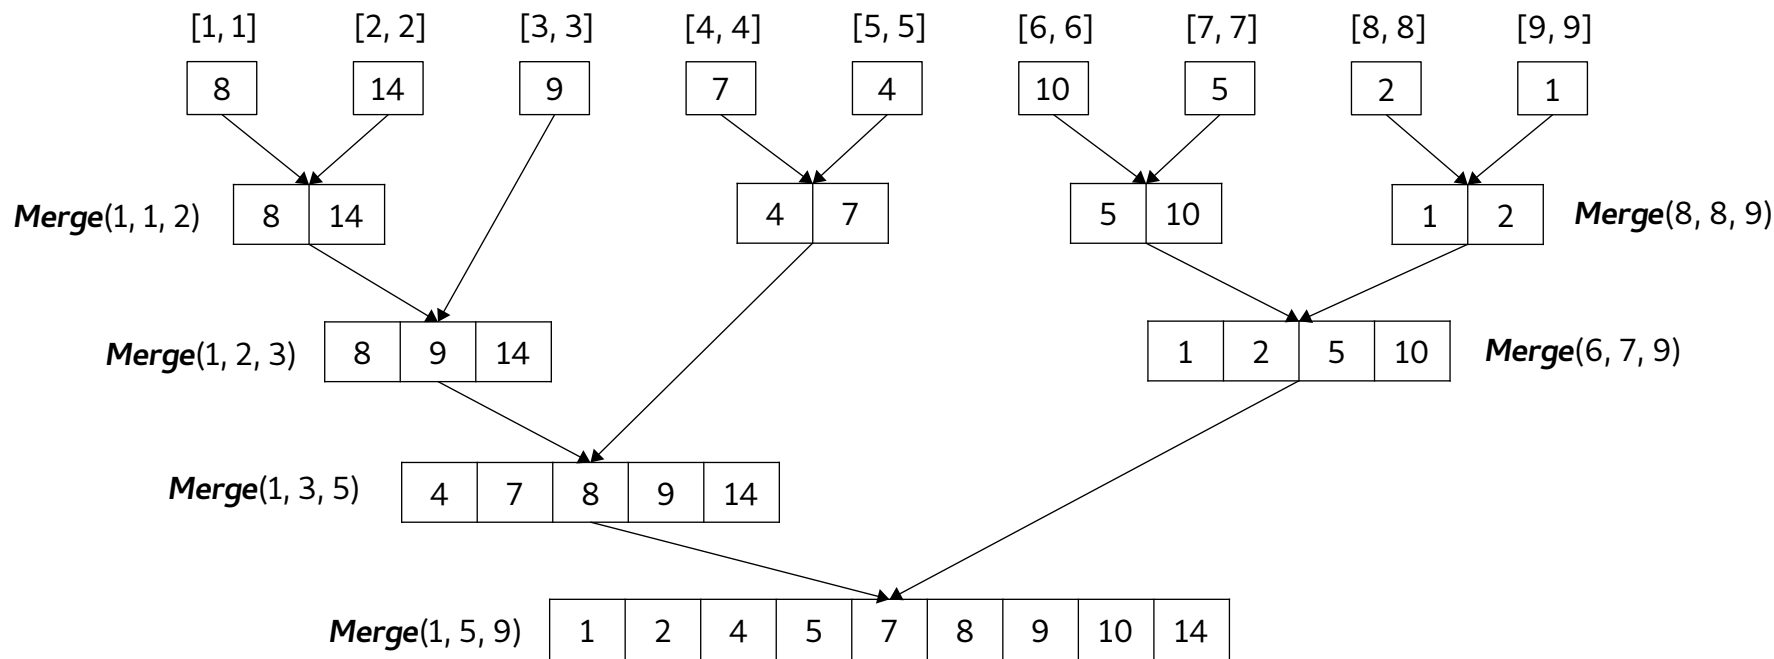 [1, 1] [2, 2] [3, 3] [4, 4] [5, 5] [6, 6] [7, 7] [8, 8] [9, 9]
8 14 9 7 4 10 5 2 1
Merge(1, 1, 2) 8 14 4 7 5 10 1 2 Merge(8, 8, 9)
Merge(1, 2, 3) 8 9 14 1 2 5 10 Merge(6, 7, 9)
Merge(1, 3, 5) 4 7 8 9 14
Merge(1, 5, 9) 1 2 4 5 7 8 9 10 14